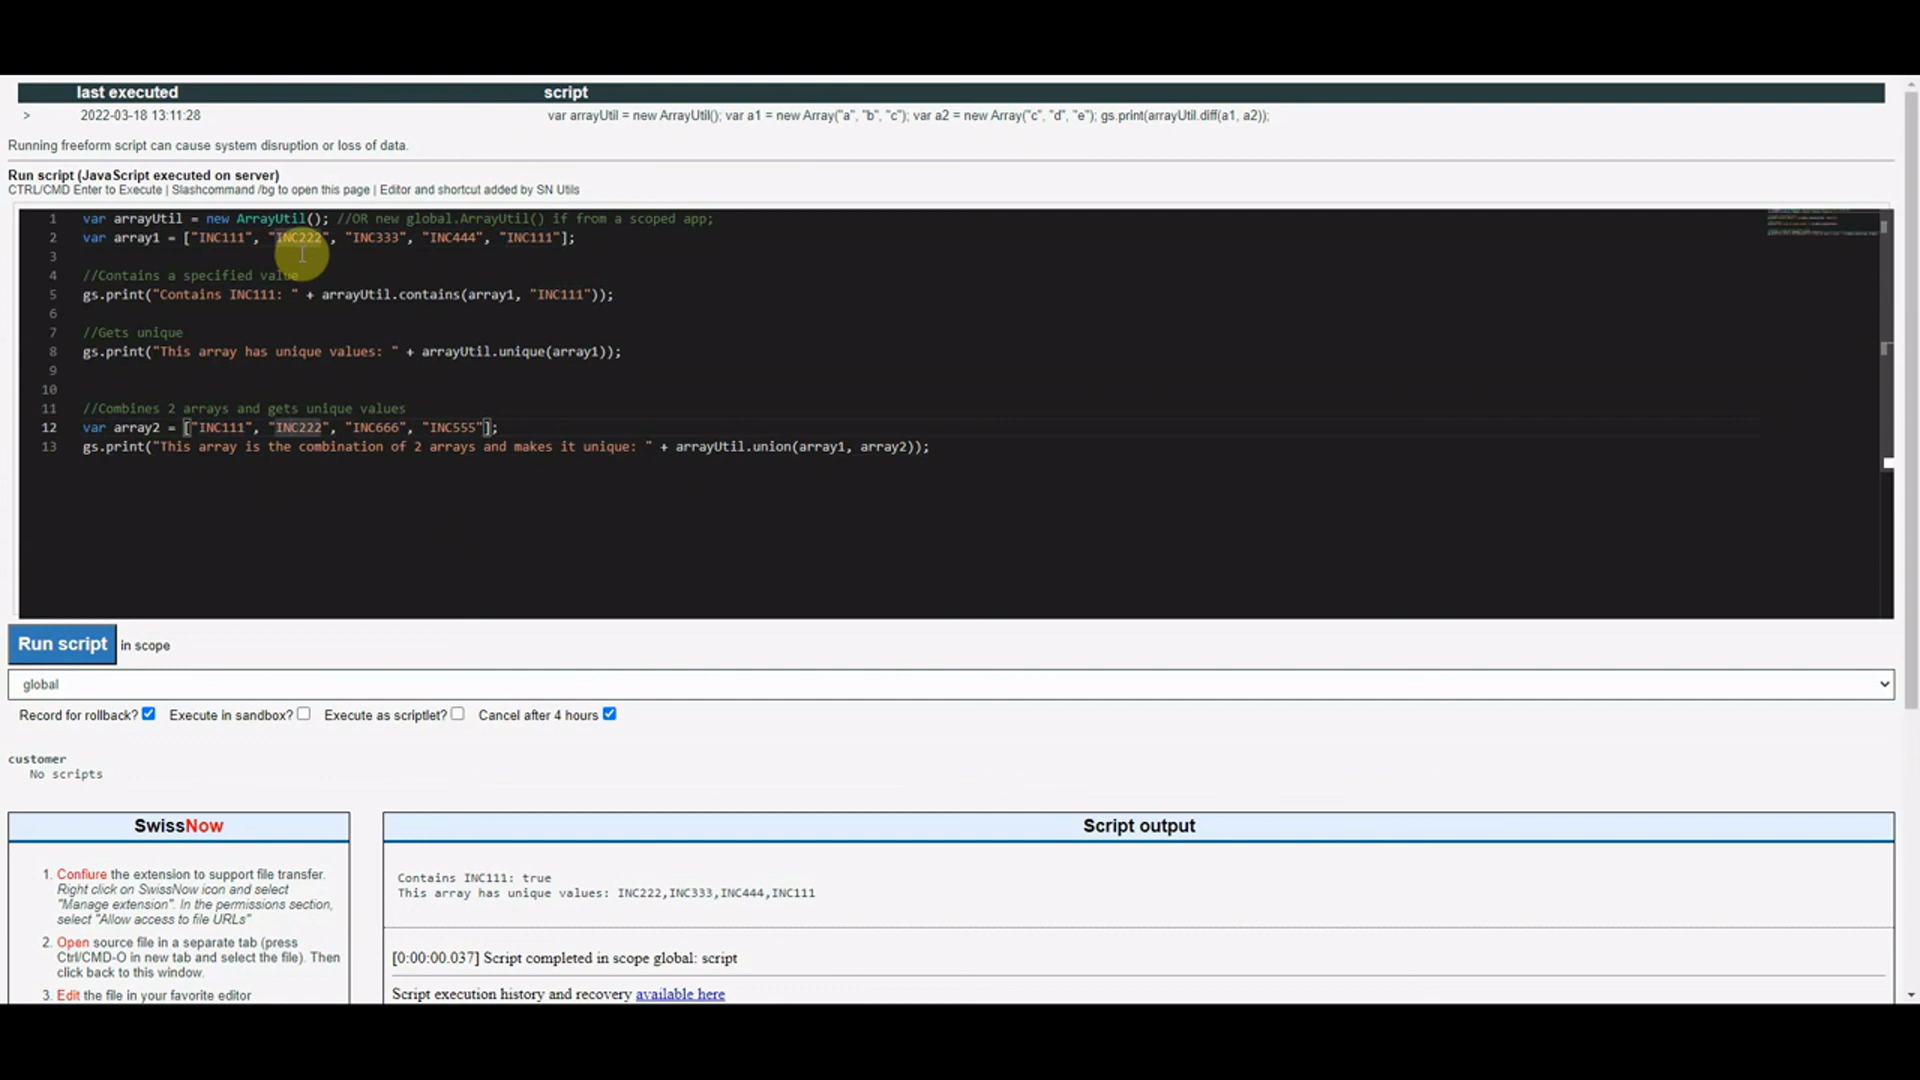 last executed script
> 2022-03-18 13:11:28 var arrayUtil = new ArrayUtil(); var a1 = new Array("a", "b", "c"); var a2 = new Array("c", "d", "e"); gs.print(arrayUtil.diff(a1, a2));
Running freeform script can cause system disruption or loss of data.
Run script (JavaScript executed on server)
CTRL/CMD Enter to Execute | Slashcommand /bg to open this page | Editor and shortcut added by SN Utils
1 var arrayUtil = new ArrayUtil(); //OR new global.ArrayUtil() if from a scoped app;
2 var array1 = ["INC111", "INC222", "INC333", "INC444", "INC111"];
3
4 //Contains a specified value
5 gs.print("Contains INC111: " + arrayUtil.contains(array1, "INC111"));
6
7 //Gets unique
8 gs.print("This array has unique values: " + arrayUtil.unique(array1));
9
10
11 //Combines 2 arrays and gets unique values
12 var array2 = ["INC111", "INC222", "INC666", "INC555"];
13 gs.print("This array is the combination of 2 arrays and makes it unique: " + arrayUtil.union(array1, array2));
Run script in scope
global
Record for rollback? Execute in sandbox? Execute as scriptlet? Cancel after 4 hours
customer
No scripts
SwissNow
1. Confiure the extension to support file transfer.
Right click on SwissNow icon and select
"Manage extension". In the permissions section,
select "Allow access to file URLs"
2. Open source file in a separate tab (press
Ctrl/CMD-O in new tab and select the file). Then
click back to this window.
3. Edit the file in your favorite editor
Script output
Contains INC111: true
This array has unique values: INC222,INC333,INC444,INC111
[0:00:00.037] Script completed in scope global: script
Script execution history and recovery available here